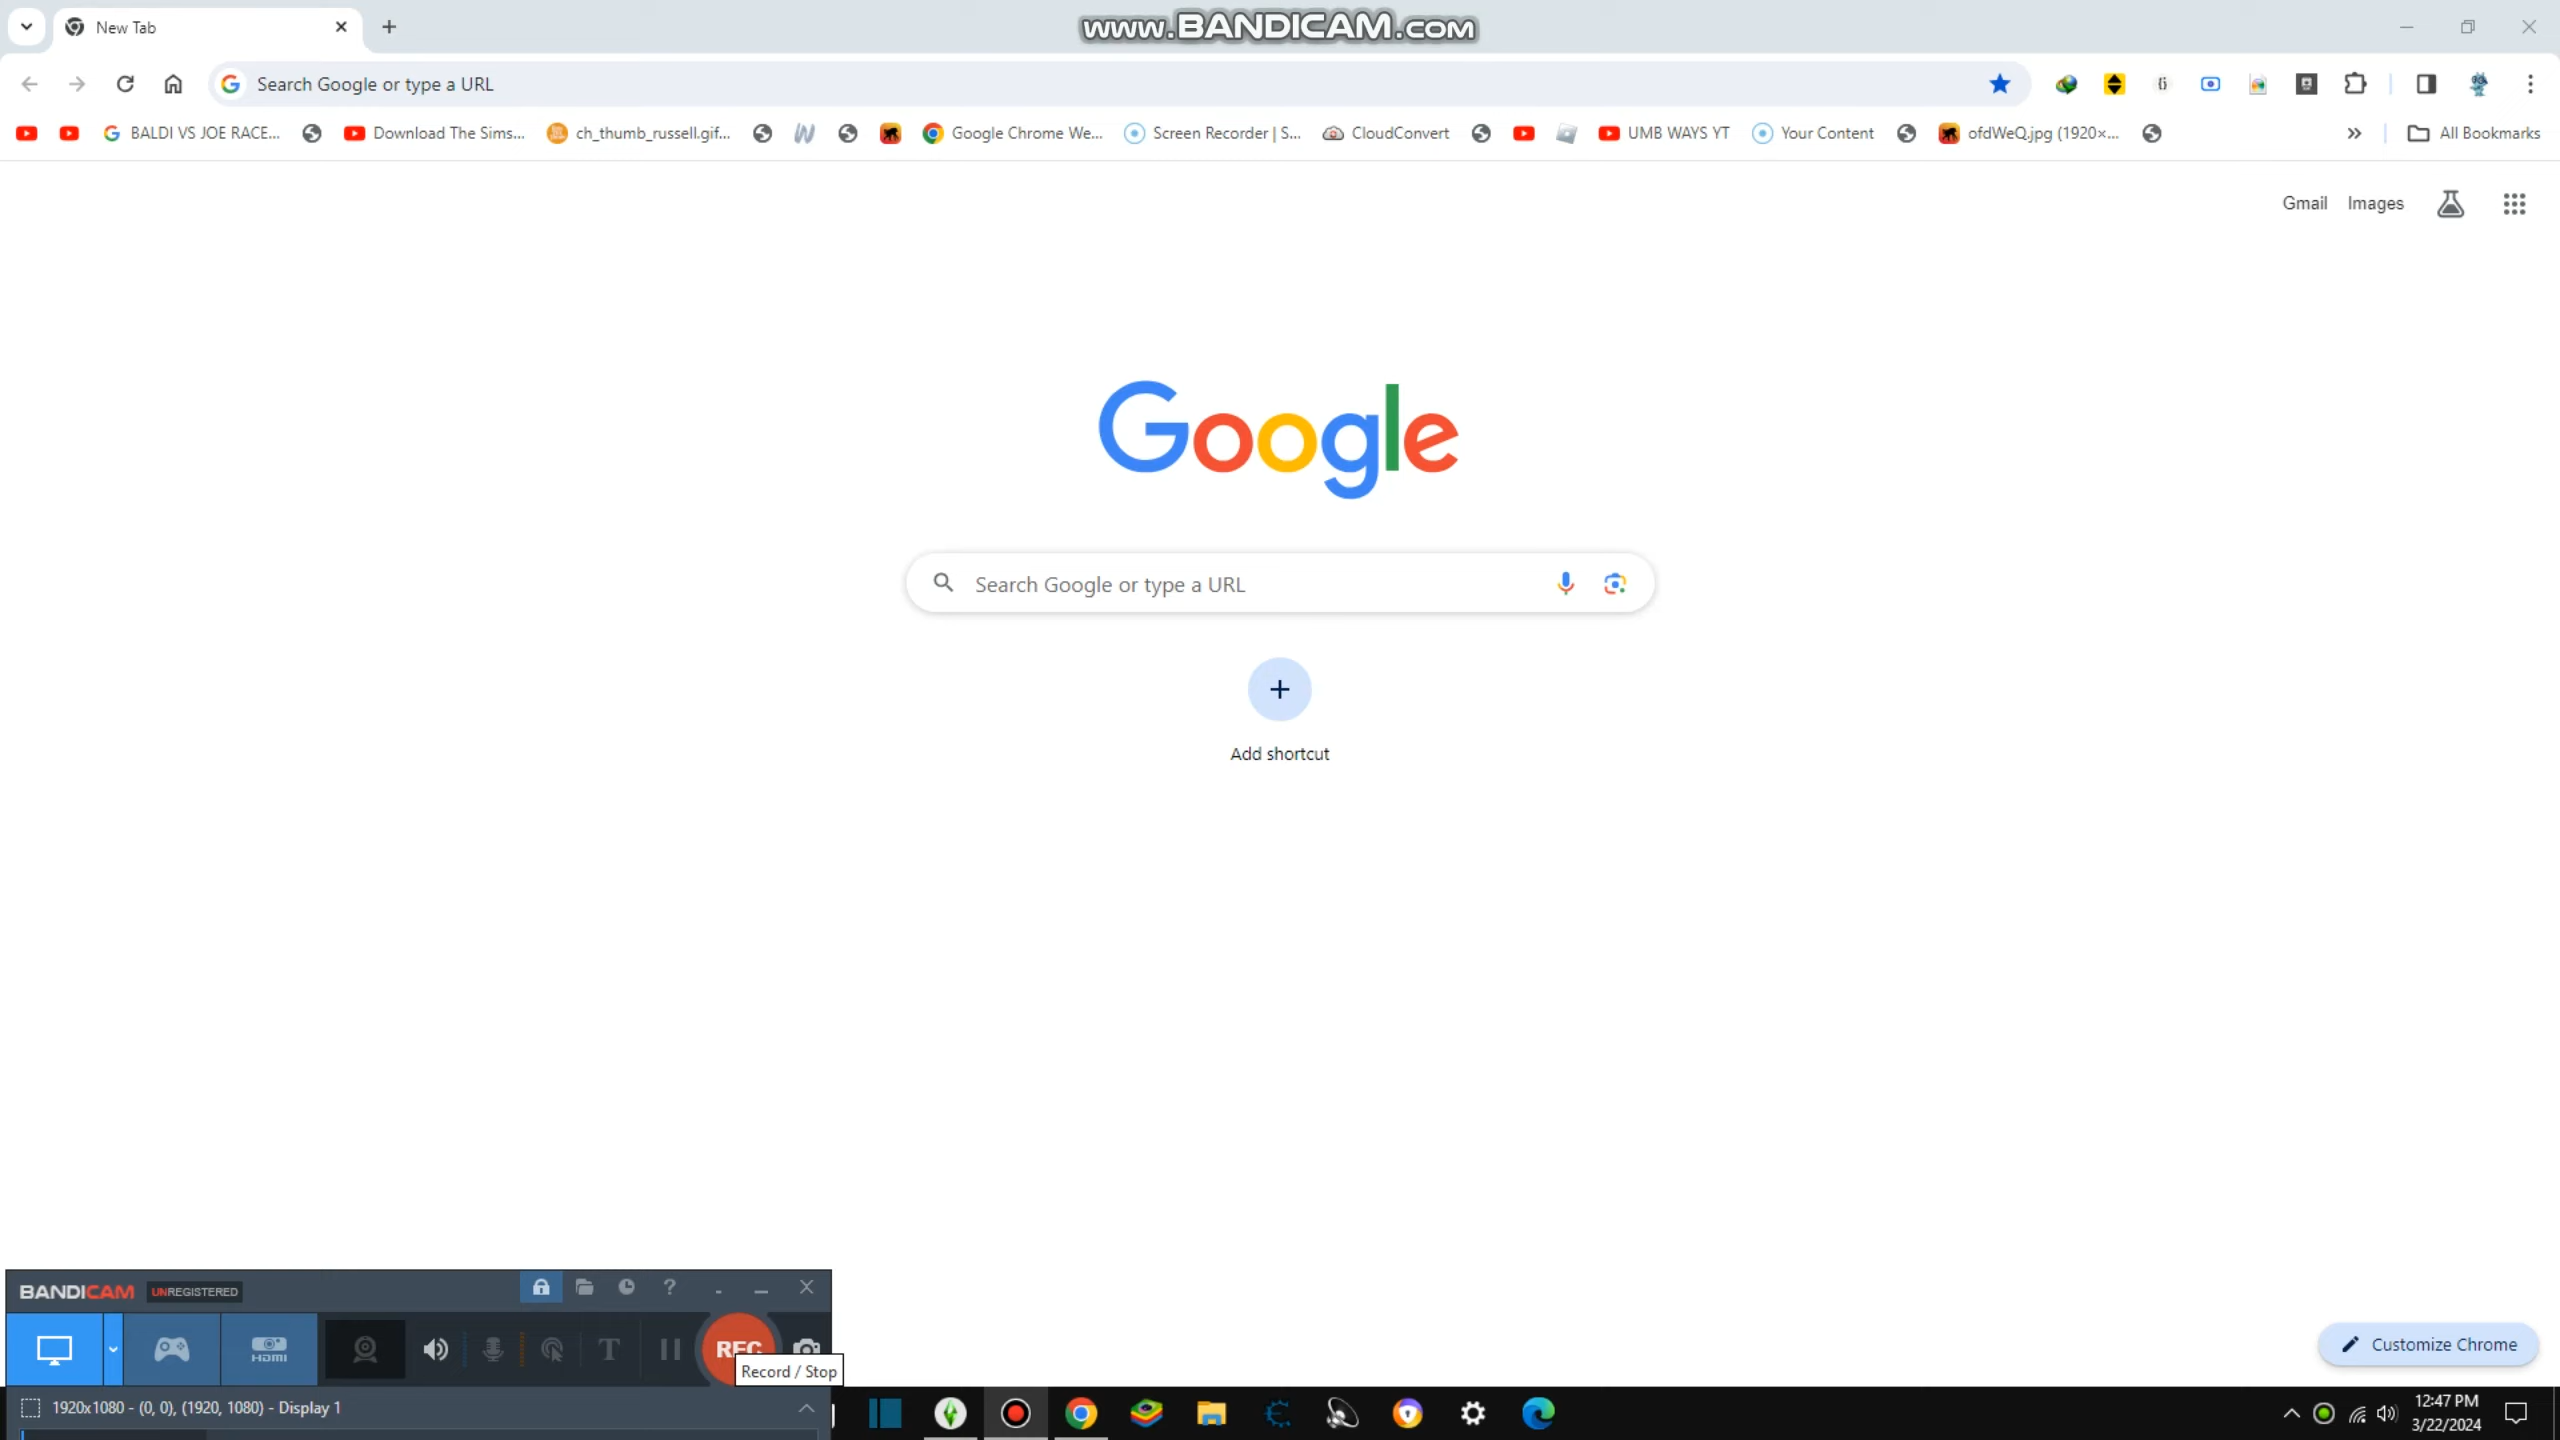 New Tab
www.BANDICAM.com
Search Google or type a URL
BALDI VS JOE RACE...
Download The Sims...
ch_thumb_russell.gif...
Google Chrome We...
Screen Recorder | S...
CloudConvert
UMB WAYS YT
Your Content
ofdWeQ.jpg (1920×...
All Bookmarks
Gmail
Images
Google
Search Google or type a URL
Add shortcut
BANDICAM
UNREGISTERED
HDMI
T
REC
Record / Stop
Customize Chrome
1920x1080 - (0, 0), (1920, 1080) - Display 1
12:47 PM
3/22/2024